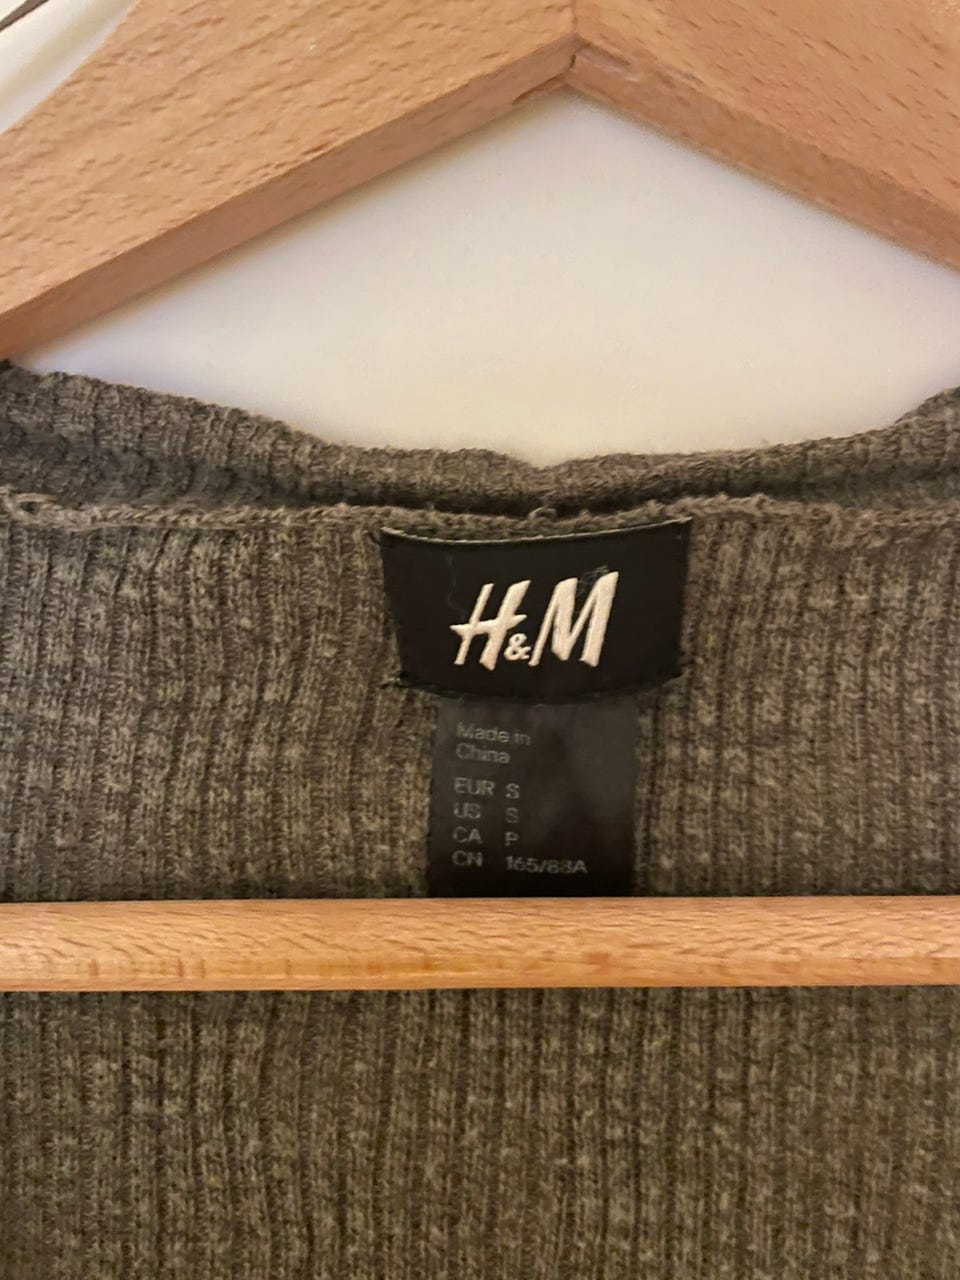 H&M
Made in
China
EUR S
US S
CA P
CN 165/88A